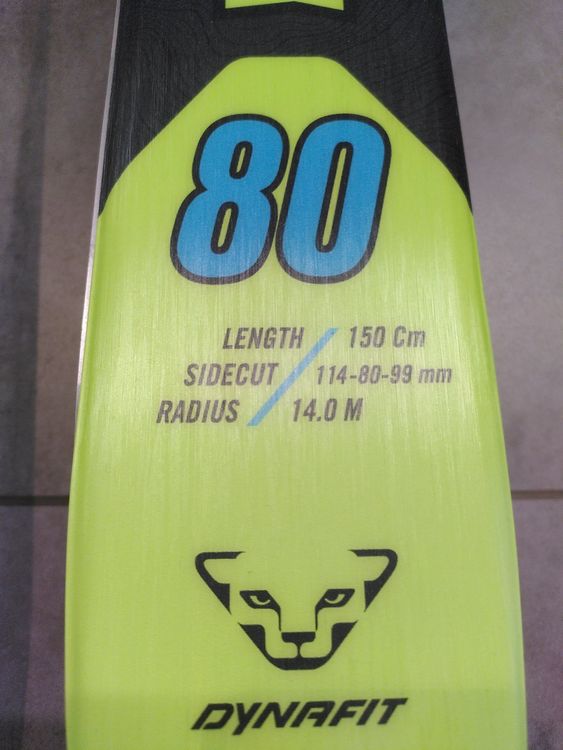 80
LENGTH / 150 Cm
SIDECUT / 114-80-99 mm
RADIUS / 14.0 M
DYNAFIT